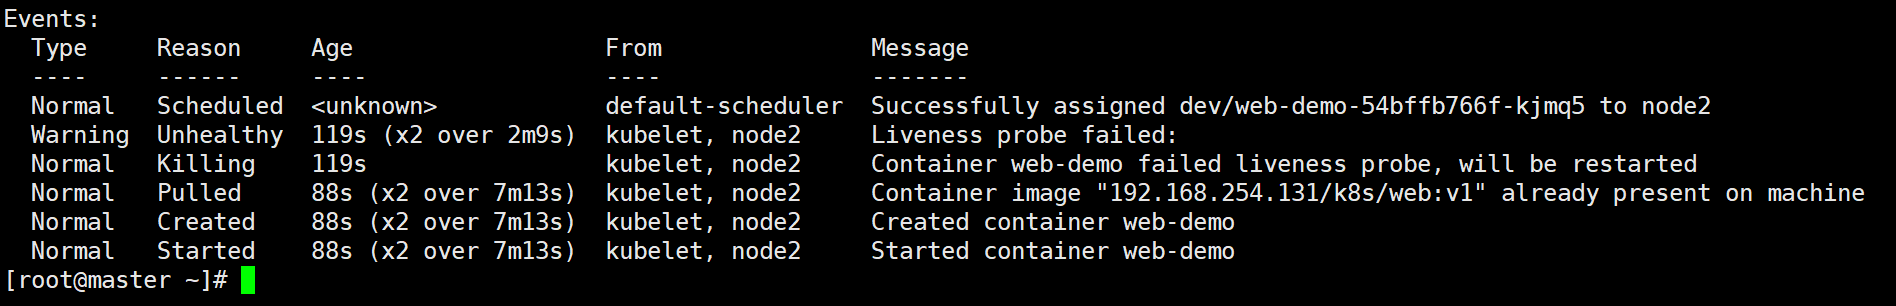 Events:
  Type     Reason     Age                  From               Message
  ----     ------     ----                 ----               -------
  Normal   Scheduled  <unknown>            default-scheduler  Successfully assigned dev/web-demo-54bffb766f-kjmq5 to node2
  Warning  Unhealthy  119s (x2 over 2m9s)  kubelet, node2     Liveness probe failed:
  Normal   Killing    119s                 kubelet, node2     Container web-demo failed liveness probe, will be restarted
  Normal   Pulled     88s (x2 over 7m13s)  kubelet, node2     Container image "192.168.254.131/k8s/web:v1" already present on machine
  Normal   Created    88s (x2 over 7m13s)  kubelet, node2     Created container web-demo
  Normal   Started    88s (x2 over 7m13s)  kubelet, node2     Started container web-demo
[root@master ~]#